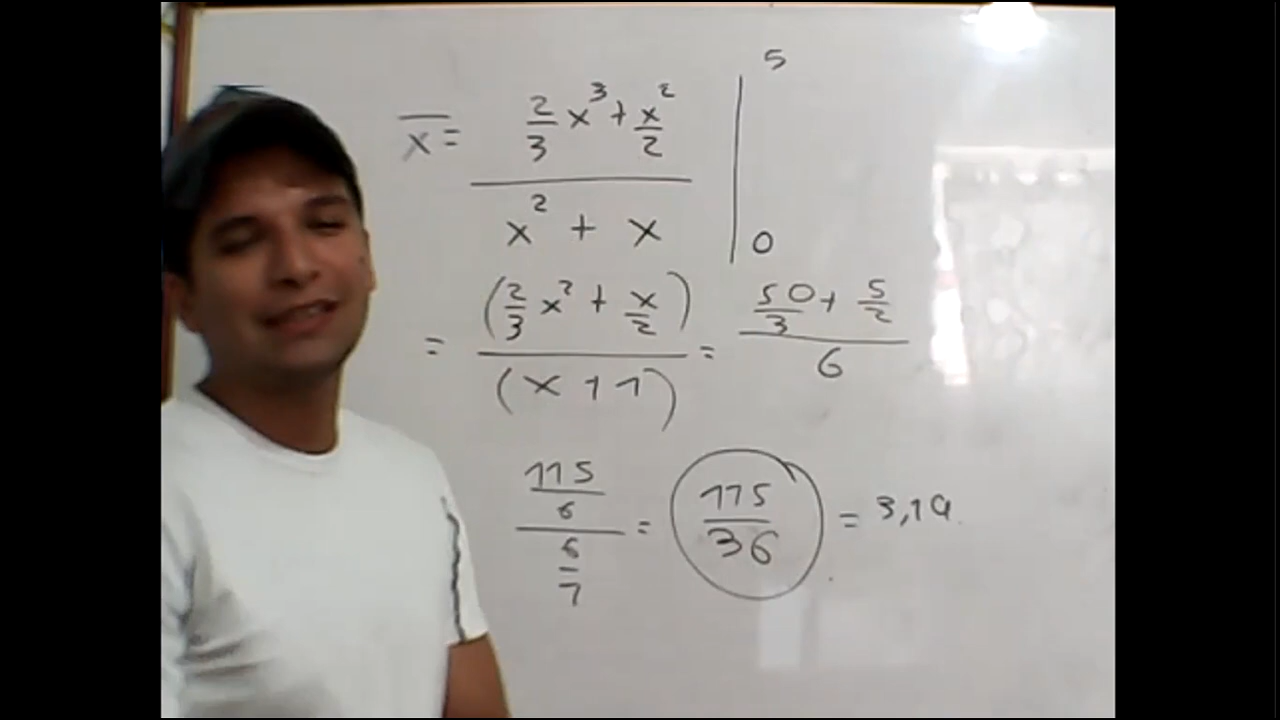 x̄ = (2/3 x³ + x²/2) / (x² + x) |₀⁵
= (2/3 x² + x/2) / (x + 1) = (50/3 + 5/2) / 6
(115/6) / (6/1) = 115/36 = 3,19